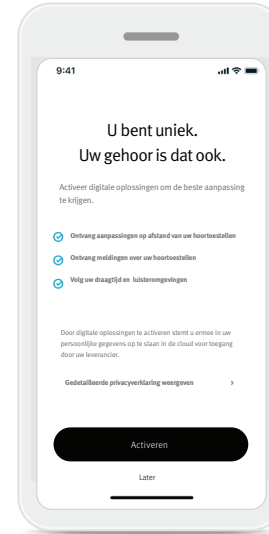 9:41
U bent uniek.
Uw gehoor is dat ook.
Activeer digitale oplossingen om de beste aanpassing
te krijgen.
Ontvang aanpassingen op afstand van uw hoortoestellen
Ontvang meldingen over uw hoortoestellen
Volg uw draagtijd en luisteromgevingen
Door digitale oplossingen te activeren stemt u ermee in uw
persoonlijke gegevens op te slaan in de cloud voor toegang
door uw leverancier.
Gedetailleerde privacyverklaring weergeven
Activeren
Later